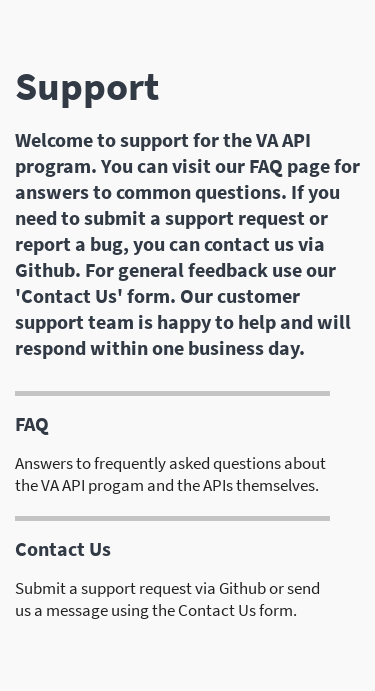 Support
Welcome to support for the VA API
program. You can visit our FAQ page for
answers to common questions. If you
need to submit a support request or
report a bug, you can contact us via
Github. For general feedback use our
'Contact Us' form. Our customer
support team is happy to help and will
respond within one business day.
FAQ
Answers to frequently asked questions about
the VA API progam and the APIs themselves.
Contact Us
Submit a support request via Github or send
us a message using the Contact Us form.